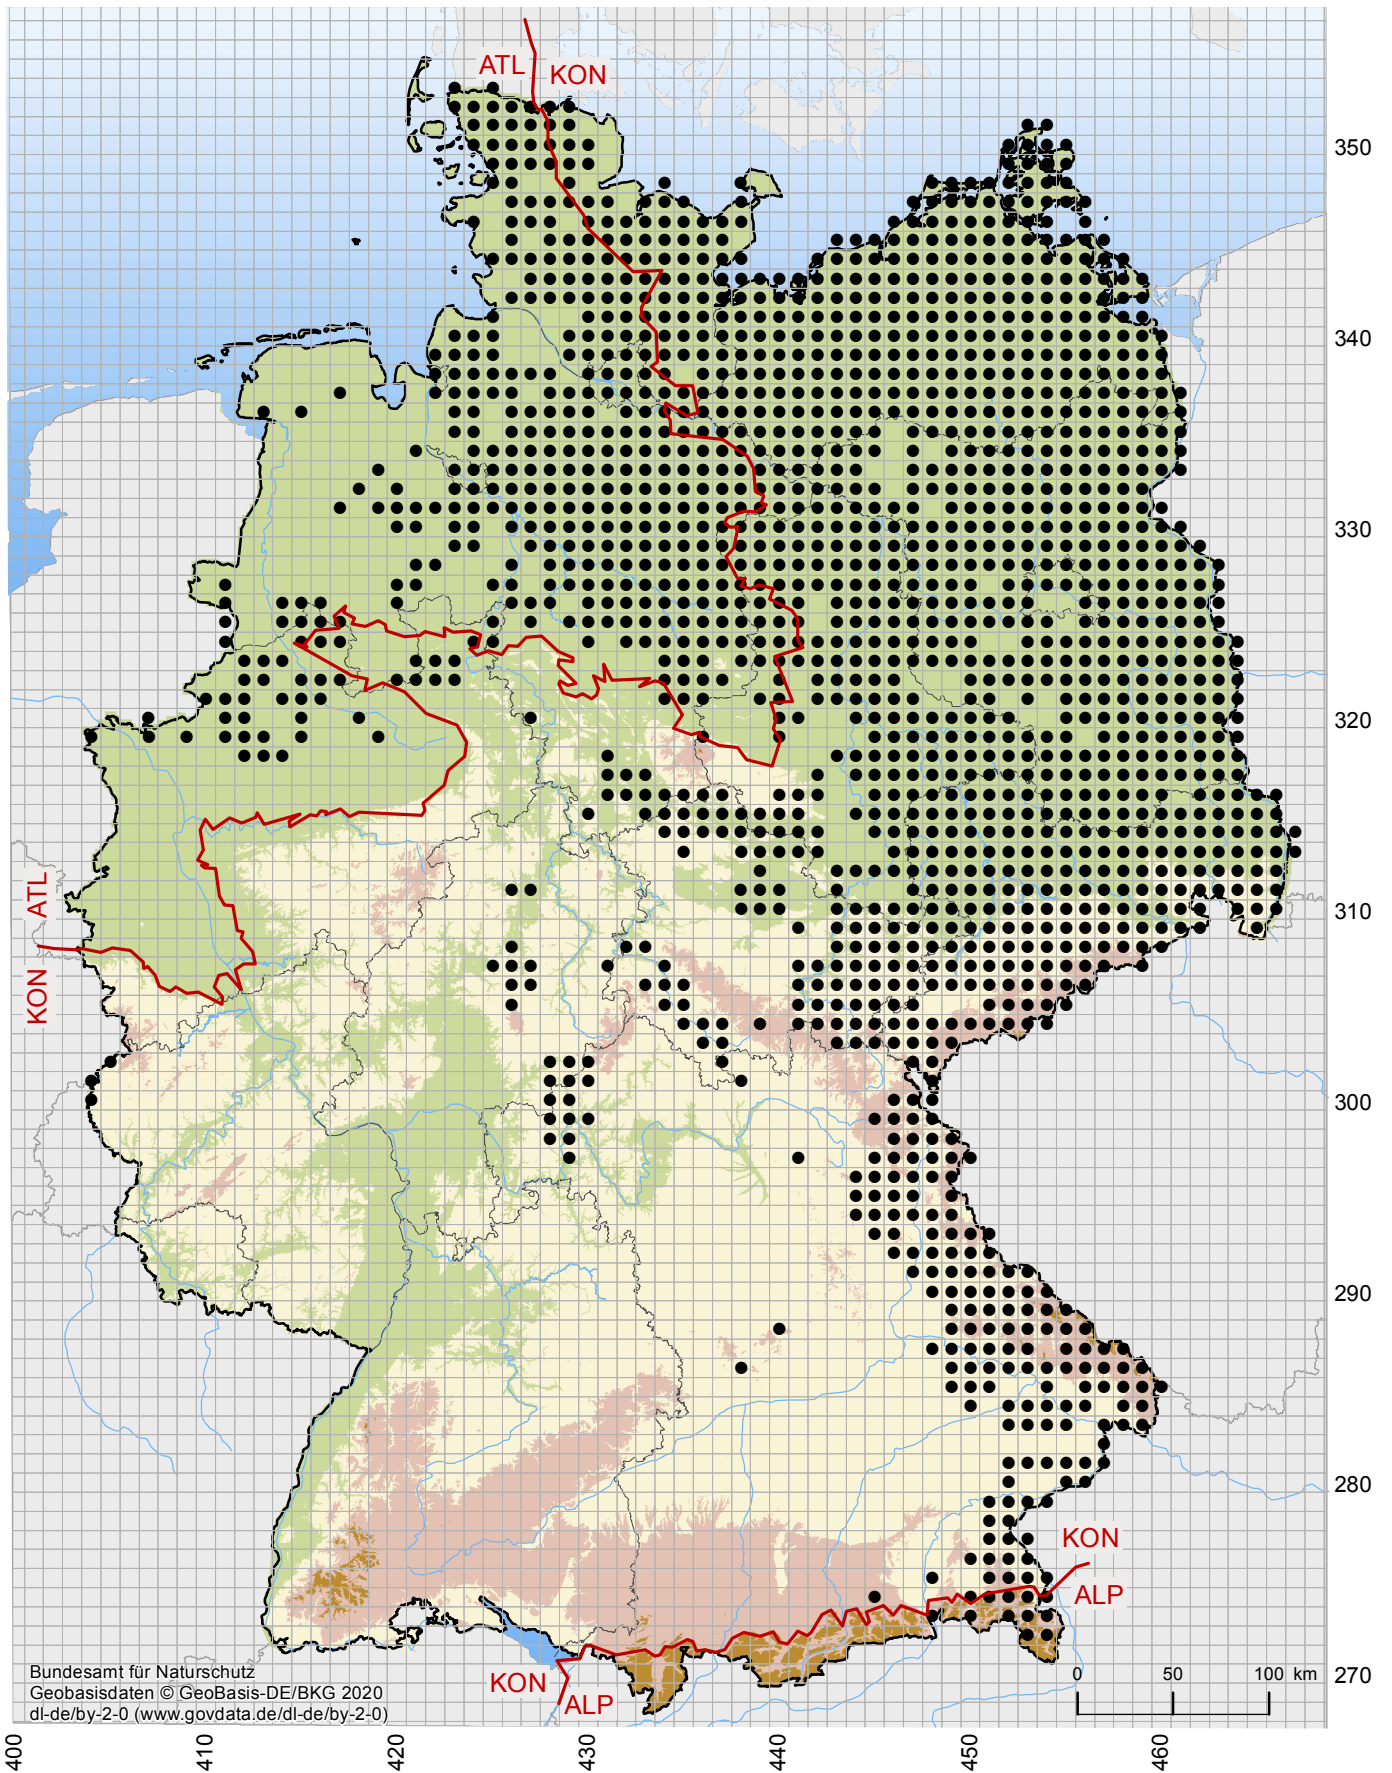 ATL
KON
350
340
330
320
310
300
290
280
270
ATL
KON
KON
ALP
KON
ALP
0 50 100 km
Bundesamt für Naturschutz
Geobasisdaten © GeoBasis-DE/BKG 2020
dl-de/by-2-0 (www.govdata.de/dl-de/by-2-0)
400
410
420
430
440
450
460